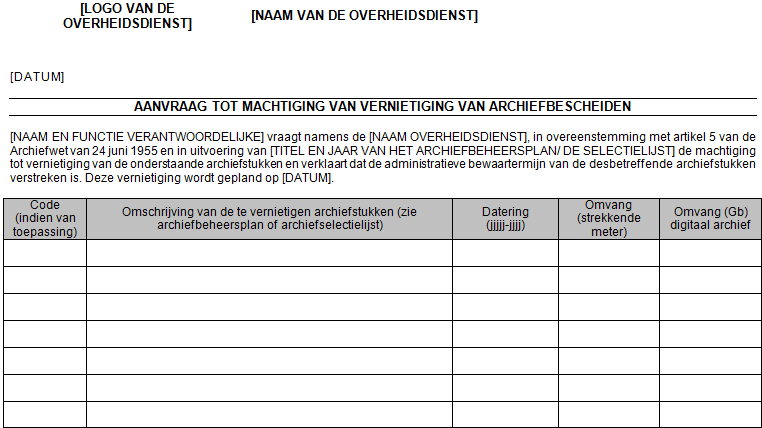 [LOGO VAN DE
OVERHEIDSDIENST]
[NAAM VAN DE OVERHEIDSDIENST]
[DATUM]
AANVRAAG TOT MACHTIGING VAN VERNIETIGING VAN ARCHIEFBESCHEIDEN
[NAAM EN FUNCTIE VERANTWOORDELIJKE] vraagt namens de [NAAM OVERHEIDSDIENST], in overeenstemming met artikel 5 van de
Archiefwet van 24 juni 1955 en in uitvoering van [TITEL EN JAAR VAN HET ARCHIEFBEHEERSPLAN/ DE SELECTIELIJST] de machtiging
tot vernietiging van de onderstaande archiefstukken en verklaart dat de administratieve bewaartermijn van de desbetreffende archiefstukken
verstreken is. Deze vernietiging wordt gepland op [DATUM].
Code
(indien van
toepassing)
Omschrijving van de te vernietigen archiefstukken (zie
archiefbeheersplan of archiefselectielijst)
Datering
(jjjjj-jjjj)
Omvang
(strekkende
meter)
Omvang (Gb)
digitaal archief